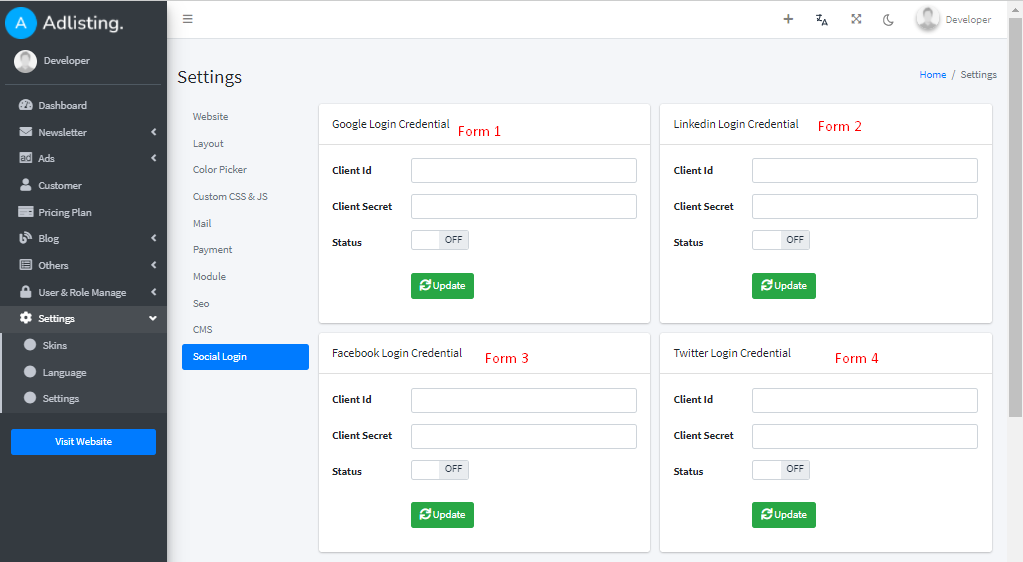 A Adlisting.
Developer
Dashboard
Newsletter
Ads
Customer
Pricing Plan
Blog
Others
User & Role Manage
Settings
Skins
Language
Settings
Visit Website
Developer
Settings
Home / Settings
Website
Layout
Color Picker
Custom CSS & JS
Mail
Payment
Module
Seo
CMS
Social Login
Google Login Credential Form 1
Client Id
Client Secret
Status OFF
Update
Linkedin Login Credential Form 2
Client Id
Client Secret
Status OFF
Update
Facebook Login Credential Form 3
Client Id
Client Secret
Status OFF
Update
Twitter Login Credential Form 4
Client Id
Client Secret
Status OFF
Update